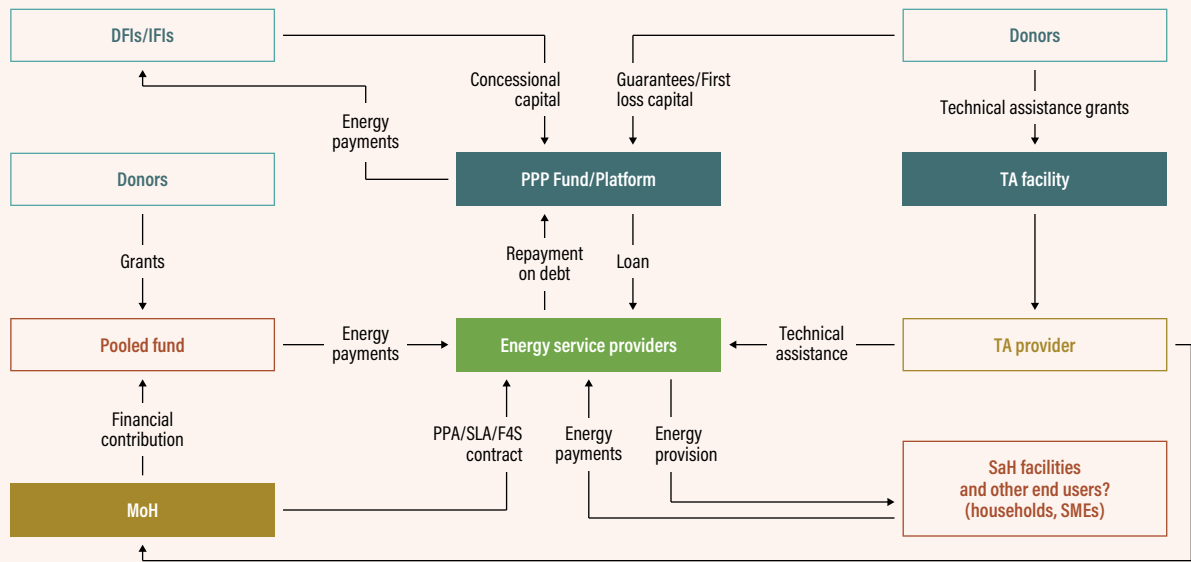 DFIs/IFIs
Donors
Concessional
capital
Guarantees/First
loss capital
Technical assistance grants
Energy
payments
Donors
PPP Fund/Platform
TA facility
Grants
Repayment
on debt
Loan
Pooled fund
Energy
payments
Energy service providers
Technical
assistance
TA provider
Financial
contribution
PPA/SLA/F4S
contract
Energy
payments
Energy
provision
SaH facilities
and other end users?
(households, SMEs)
MoH